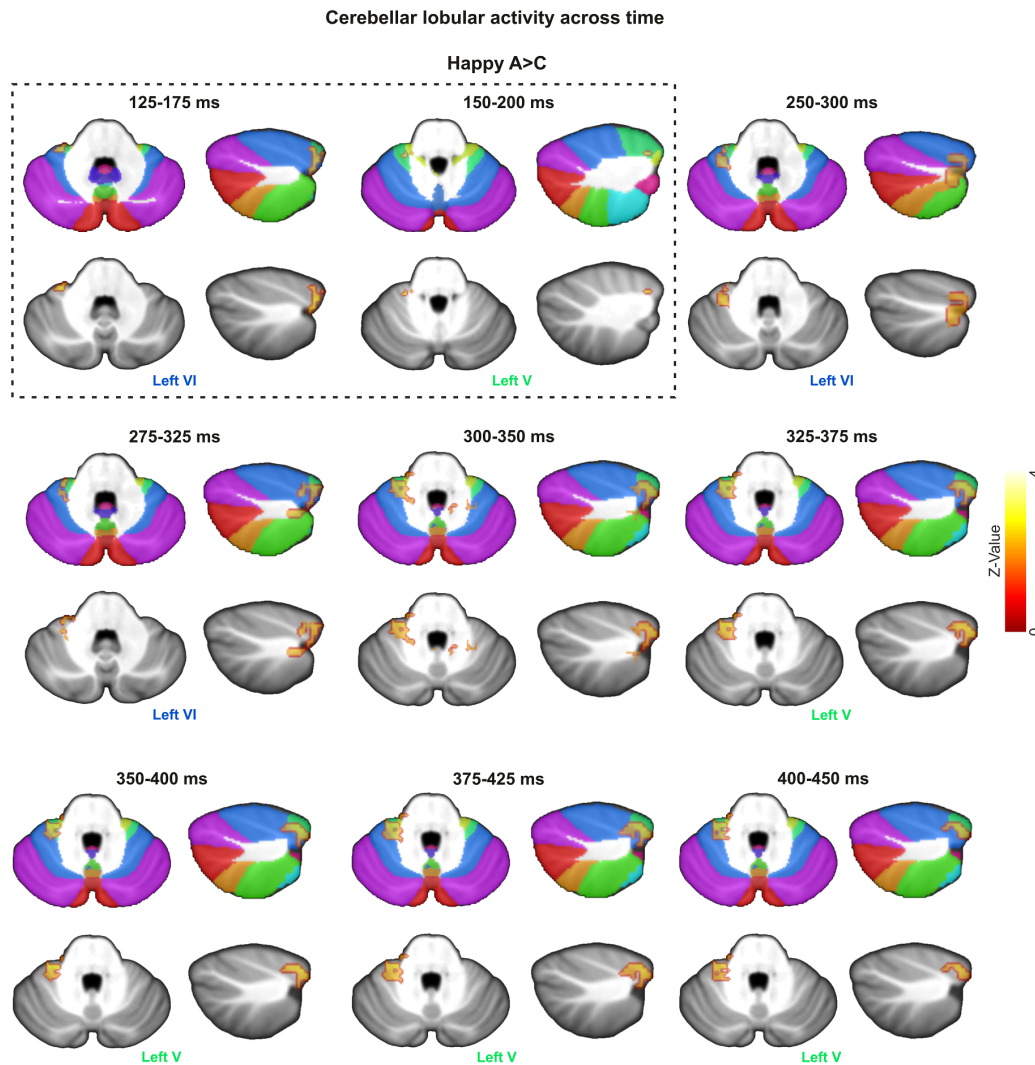 Cerebellar lobular activity across time
Happy A>C
125-175 ms
150-200 ms
250-300 ms
Left VI
Left V
Left VI
275-325 ms
300-350 ms
325-375 ms
Z-Value
Left VI
Left V
350-400 ms
375-425 ms
400-450 ms
Left V
Left V
Left V